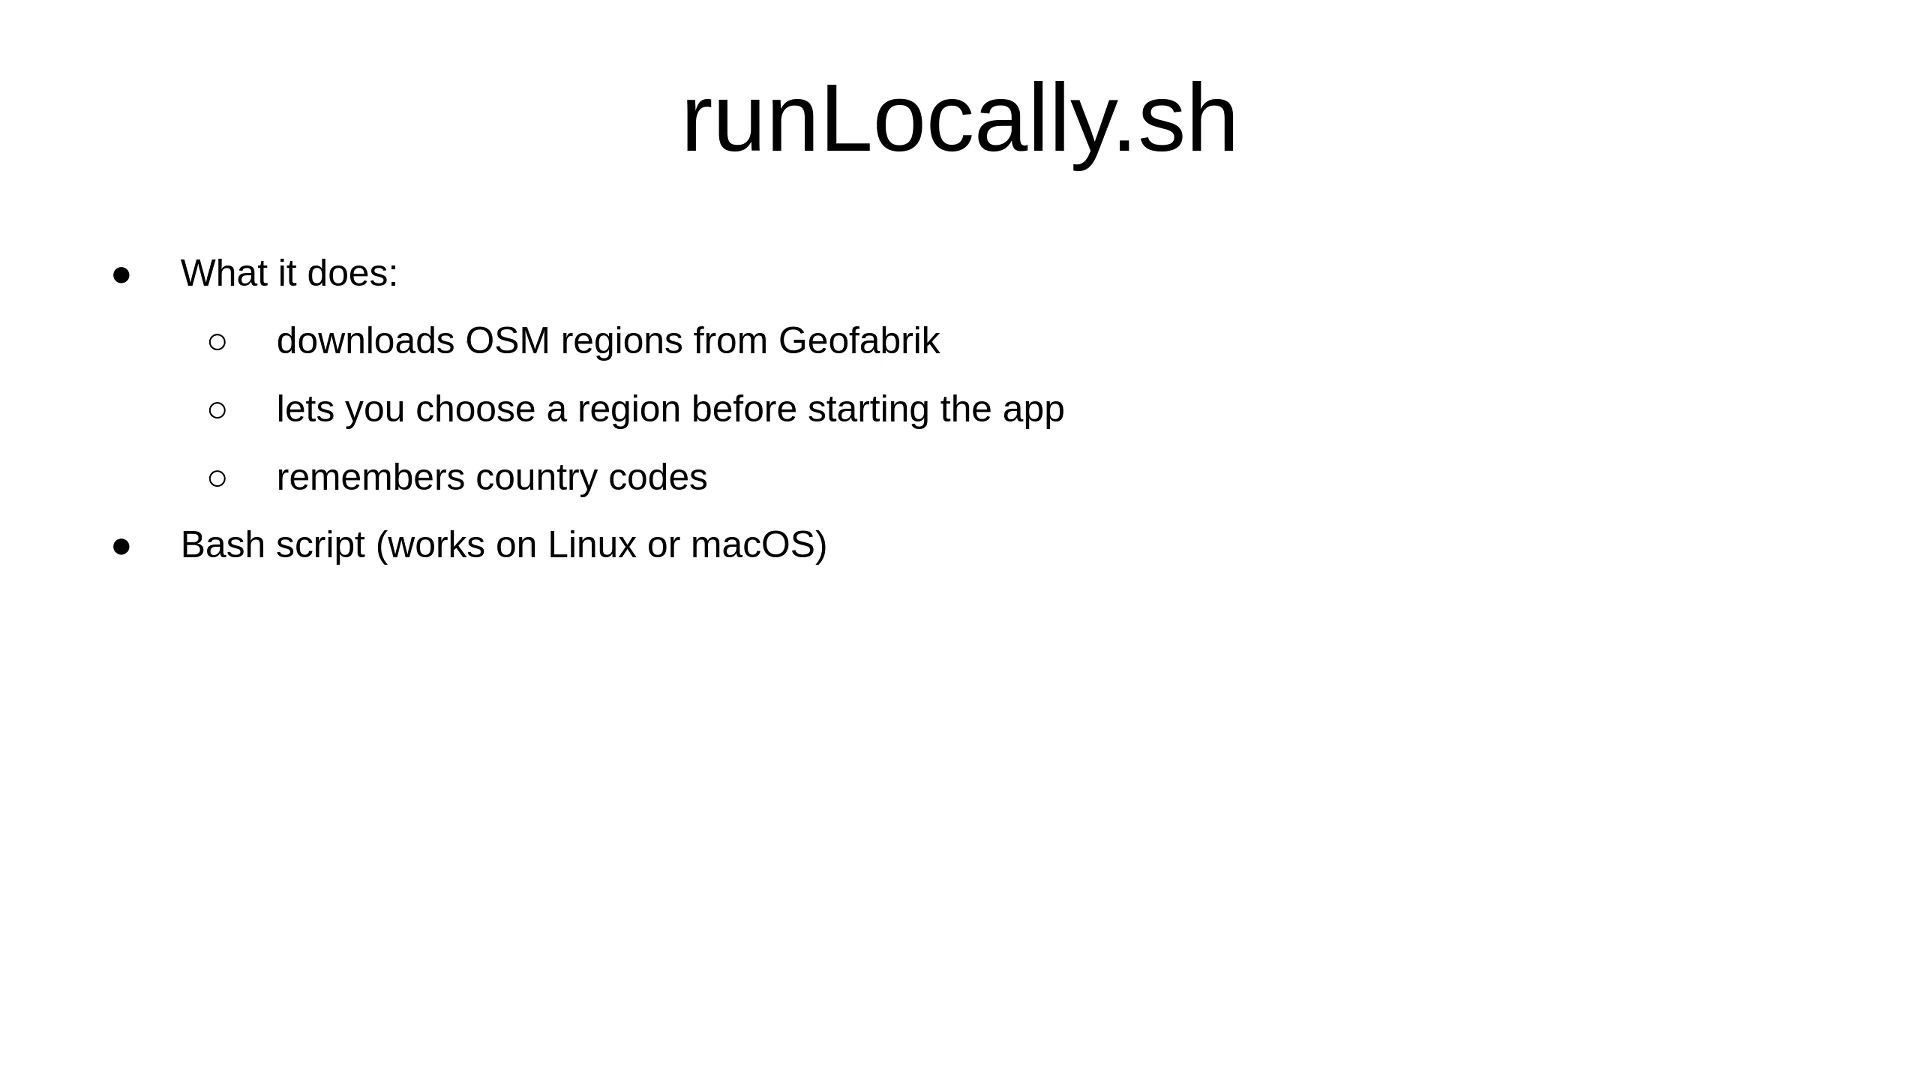 runLocally.sh
● What it does:
○ downloads OSM regions from Geofabrik
○ lets you choose a region before starting the app
○ remembers country codes
● Bash script (works on Linux or macOS)